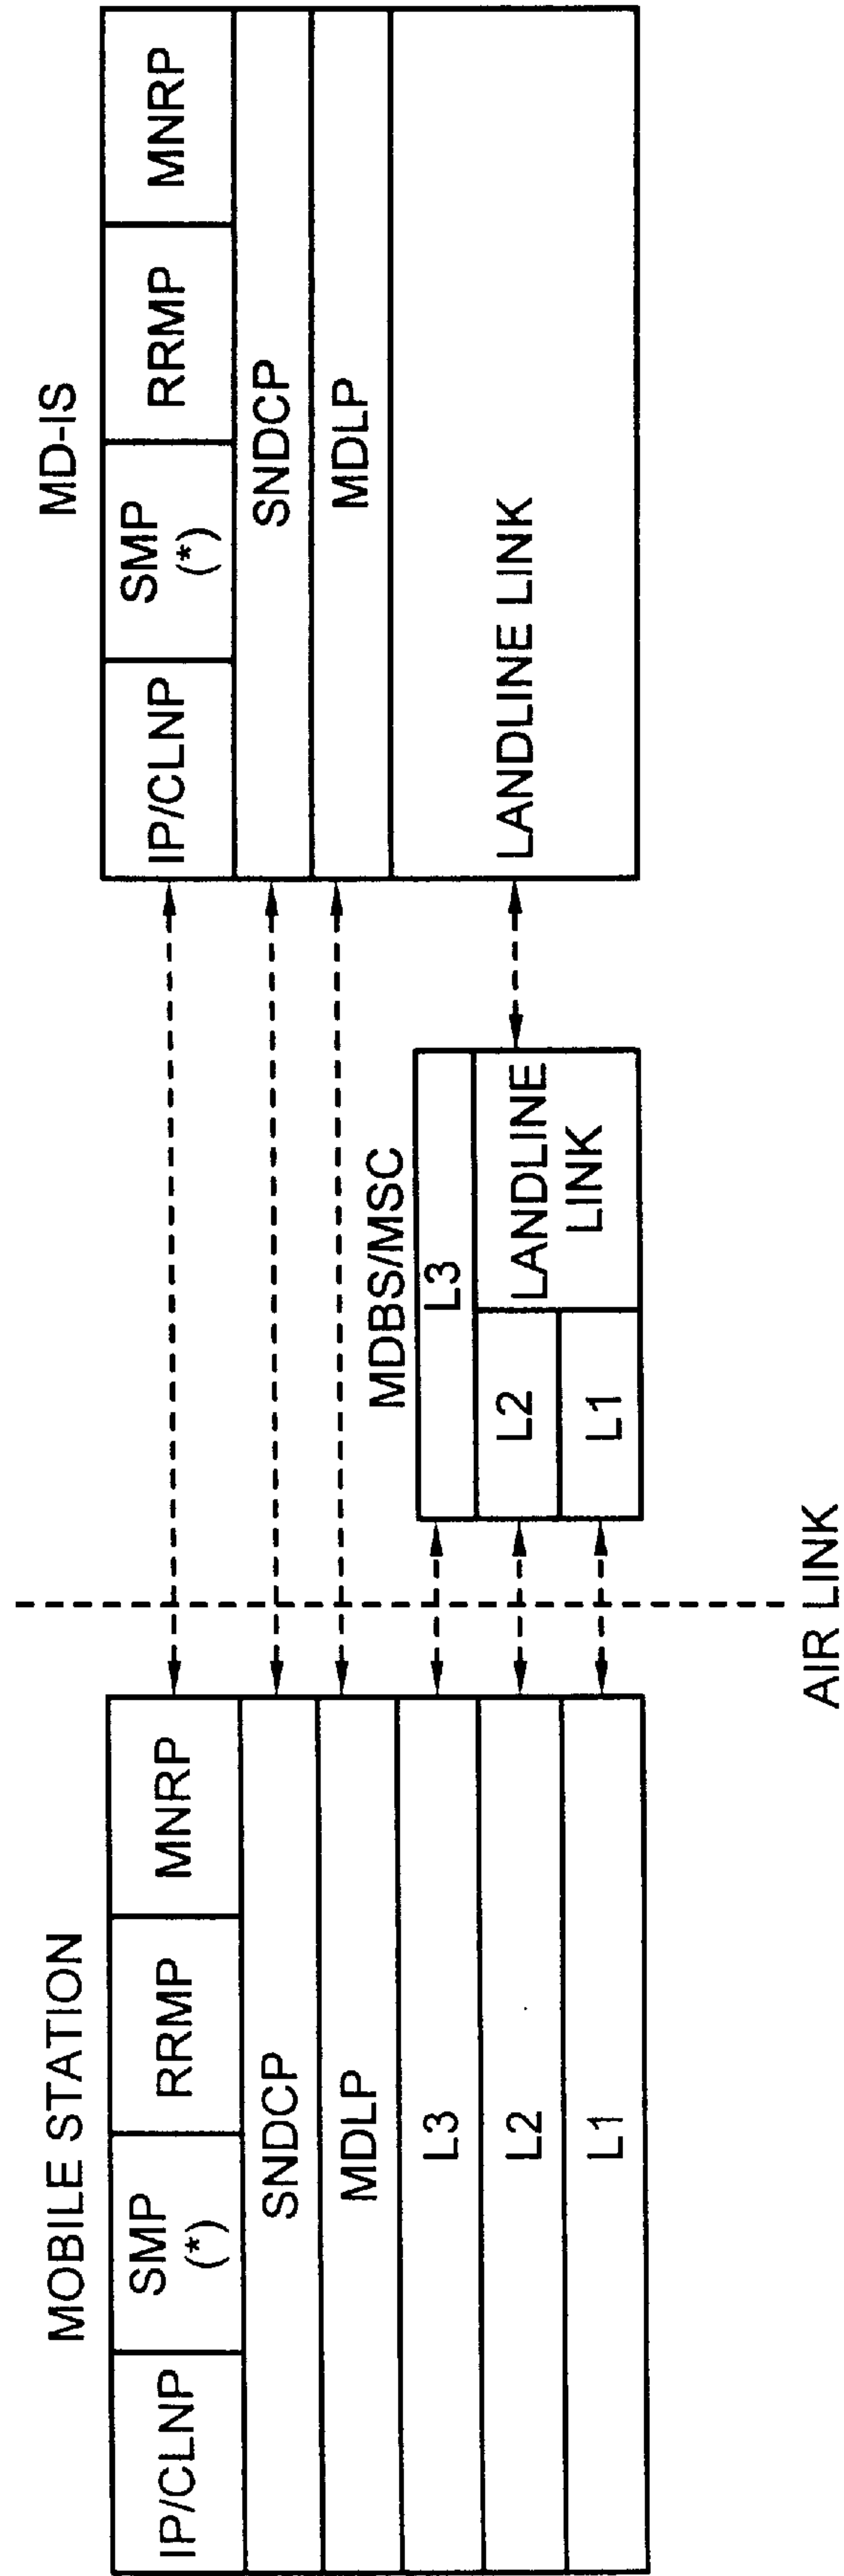 MOBILE STATION
IP/CLNP
SMP
(*)
RRMP
MNRP
SNDCP
MDLP
L3
L2
L1
AIR LINK
MDBS/MSC
L3
L2
L1
LANDLINE
LINK
MD-IS
IP/CLNP
SMP
(*)
RRMP
MNRP
SNDCP
MDLP
LANDLINE LINK